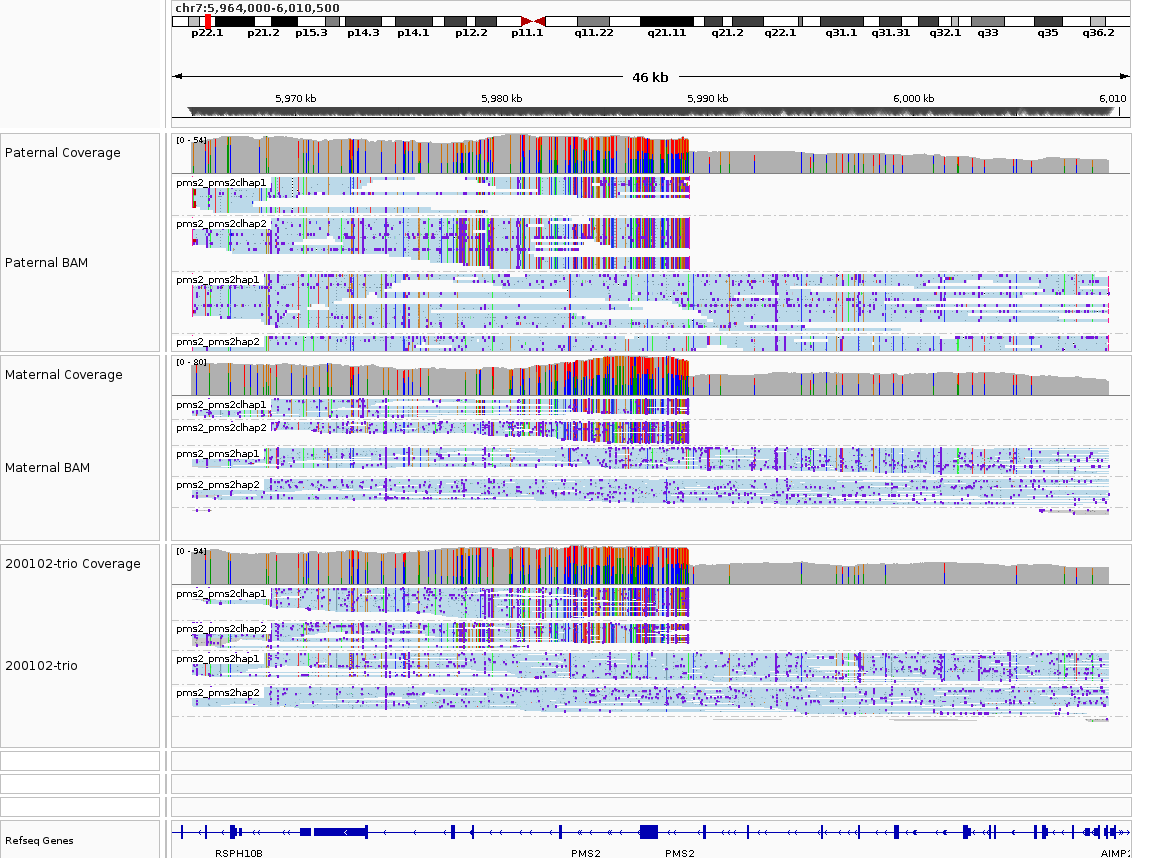 chr7:5,964,000-6,010,500
p22.1 p21.2 p15.3 p14.3 p14.1 p12.2 p11.1 q11.22 q21.11 q21.2 q22.1 q31.1 q31.31 q32.1 q33 q35 q36.2
46 kb
5,970 kb 5,980 kb 5,990 kb 6,000 kb 6,010
Paternal Coverage
[0 - 54]
Paternal BAM
pms2_pms2clhap1
pms2_pms2clhap2
pms2_pms2hap1
pms2_pms2hap2
Maternal Coverage
[0 - 80]
Maternal BAM
pms2_pms2clhap1
pms2_pms2clhap2
pms2_pms2hap1
pms2_pms2hap2
200102-trio Coverage
[0 - 94]
200102-trio
pms2_pms2clhap1
pms2_pms2clhap2
pms2_pms2hap1
pms2_pms2hap2
Refseq Genes
RSPH10B PMS2 PMS2